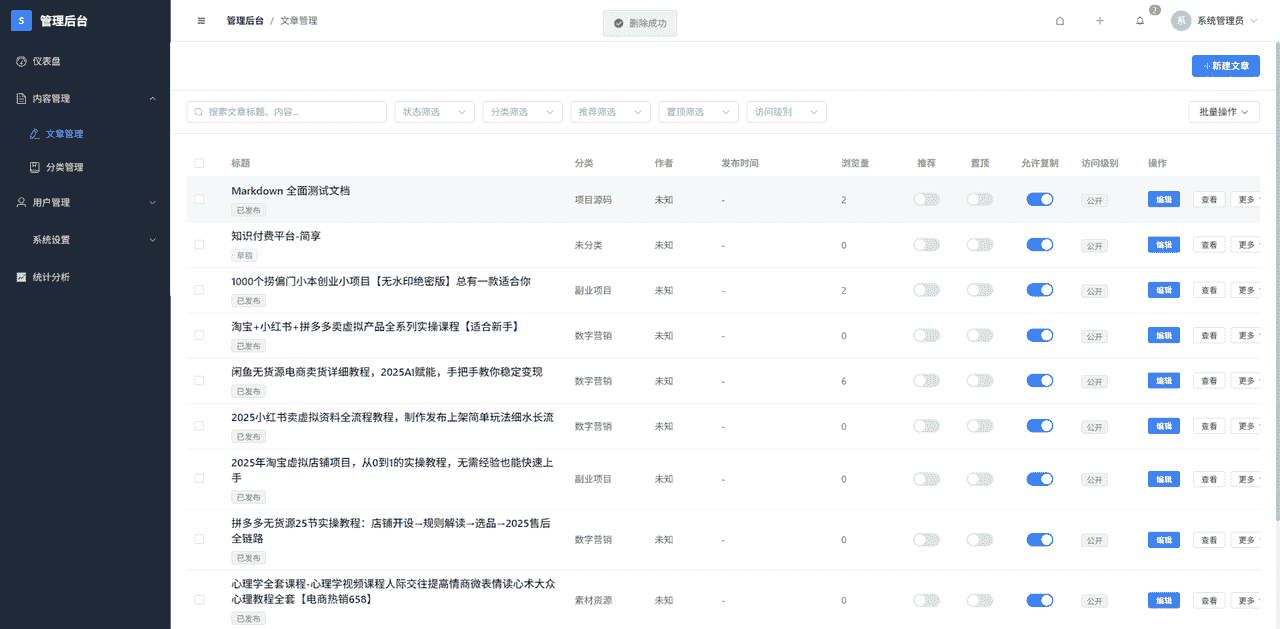 S 管理后台
仪表盘
内容管理
文章管理
分类管理
用户管理
系统设置
统计分析
管理后台 / 文章管理
删除成功
2
系 系统管理员
+新建文章
搜索文章标题、内容...
状态筛选
分类筛选
推荐筛选
置顶筛选
访问级别
批量操作
标题 分类 作者 发布时间 浏览量 推荐 置顶 允许复制 访问级别 操作
Markdown 全面测试文档
已发布
项目源码 未知 - 2 公开 编辑 查看 更多
知识付费平台-简享
草稿
未分类 未知 - 0 公开 编辑 查看 更多
1000个捞偏门小本创业小项目【无水印绝密版】总有一款适合你
已发布
副业项目 未知 - 2 公开 编辑 查看 更多
淘宝+小红书+拼多多卖虚拟产品全系列实操课程【适合新手】
已发布
数字营销 未知 - 0 公开 编辑 查看 更多
闲鱼无货源电商卖货详细教程，2025AI赋能，手把手教你稳定变现
已发布
数字营销 未知 - 6 公开 编辑 查看 更多
2025小红书卖虚拟资料全流程教程，制作发布上架简单玩法细水长流
已发布
数字营销 未知 - 0 公开 编辑 查看 更多
2025年淘宝虚拟店铺项目，从0到1的实操教程，无需经验也能快速上
手
已发布
副业项目 未知 - 0 公开 编辑 查看 更多
拼多多无货源25节实操教程：店铺开设→规则解读→选品→2025售后
全链路
已发布
数字营销 未知 - 0 公开 编辑 查看 更多
心理学全套课程-心理学视频课程人际交往提高情商微表情读心术大众
心理教程全套【电商热销658】
已发布
素材资源 未知 - 0 公开 编辑 查看 更多